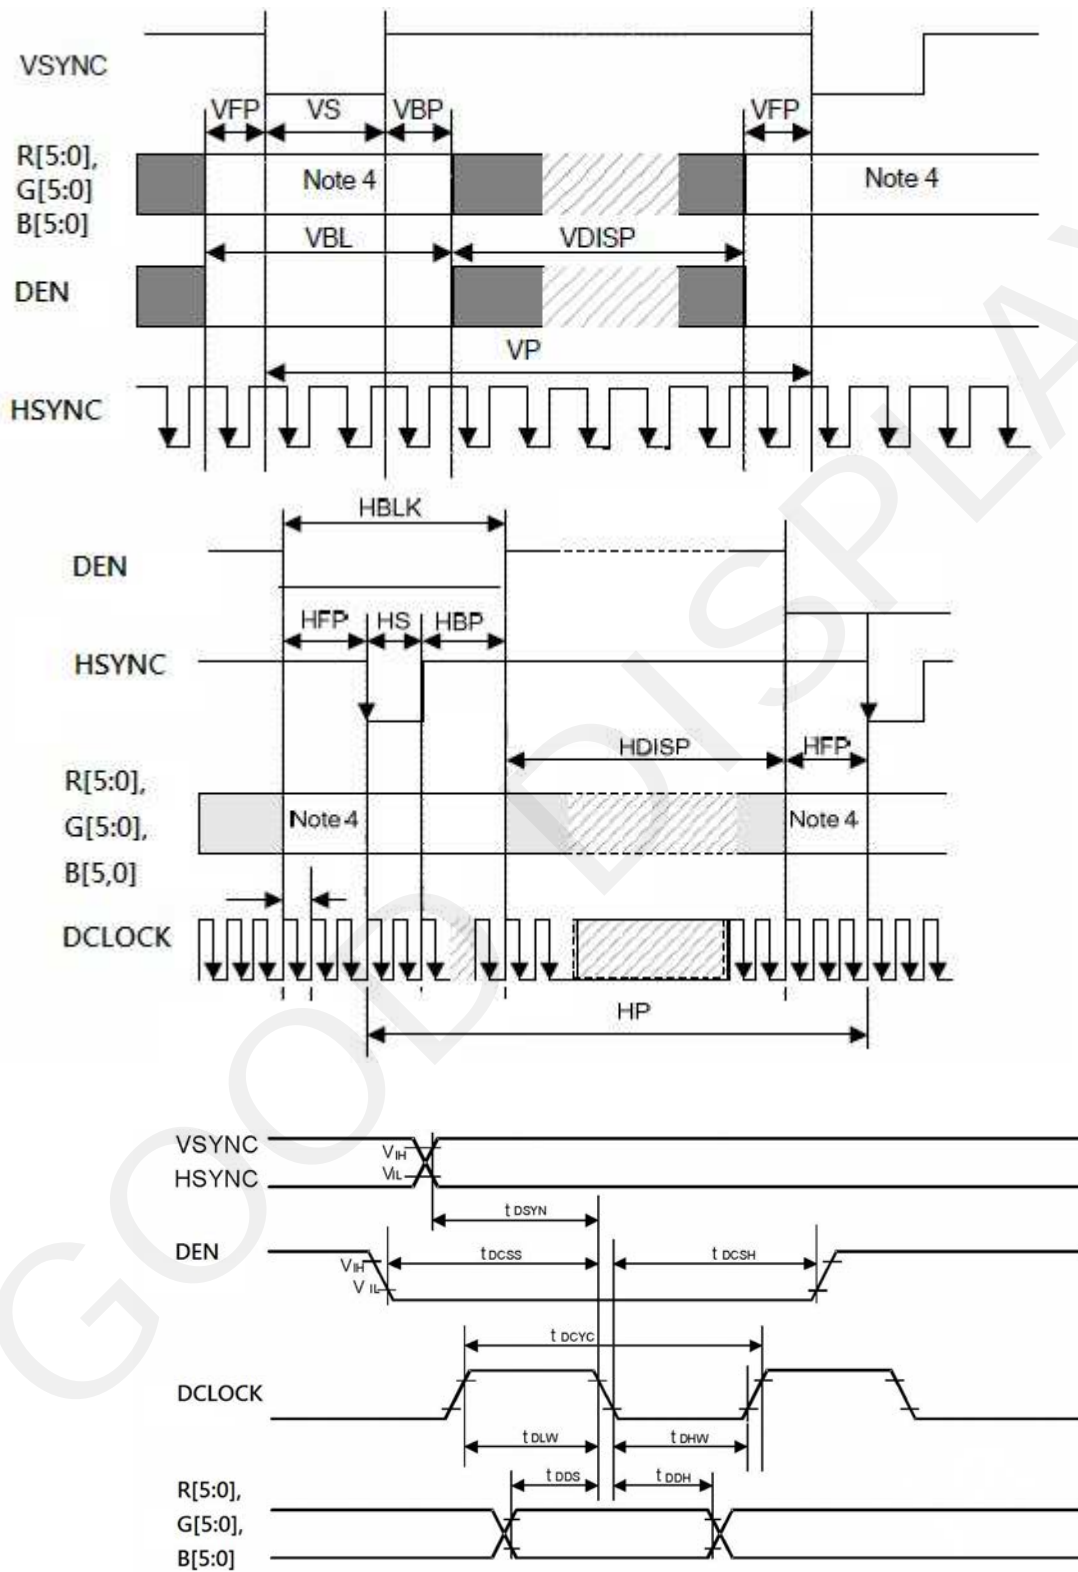 VSYNC
VFP VS VBP VFP
R[5:0],
G[5:0]
B[5:0]
Note 4 Note 4
VBL VDISP
DEN
VP
HSYNC
HBLK
DEN
HFP HS HBP
HSYNC
HDISP HFP
R[5:0],
G[5:0],
B[5,0]
Note 4 Note 4
DCLOCK
HP
VSYNC
HSYNC
VIH
VIL
tDSYN
DEN
VIH
VIL
tDCSS tDCSH
tDCYC
DCLOCK
tDLW tDHW
tDDS tDDH
R[5:0],
G[5:0],
B[5:0]
GOOD DISPLAY